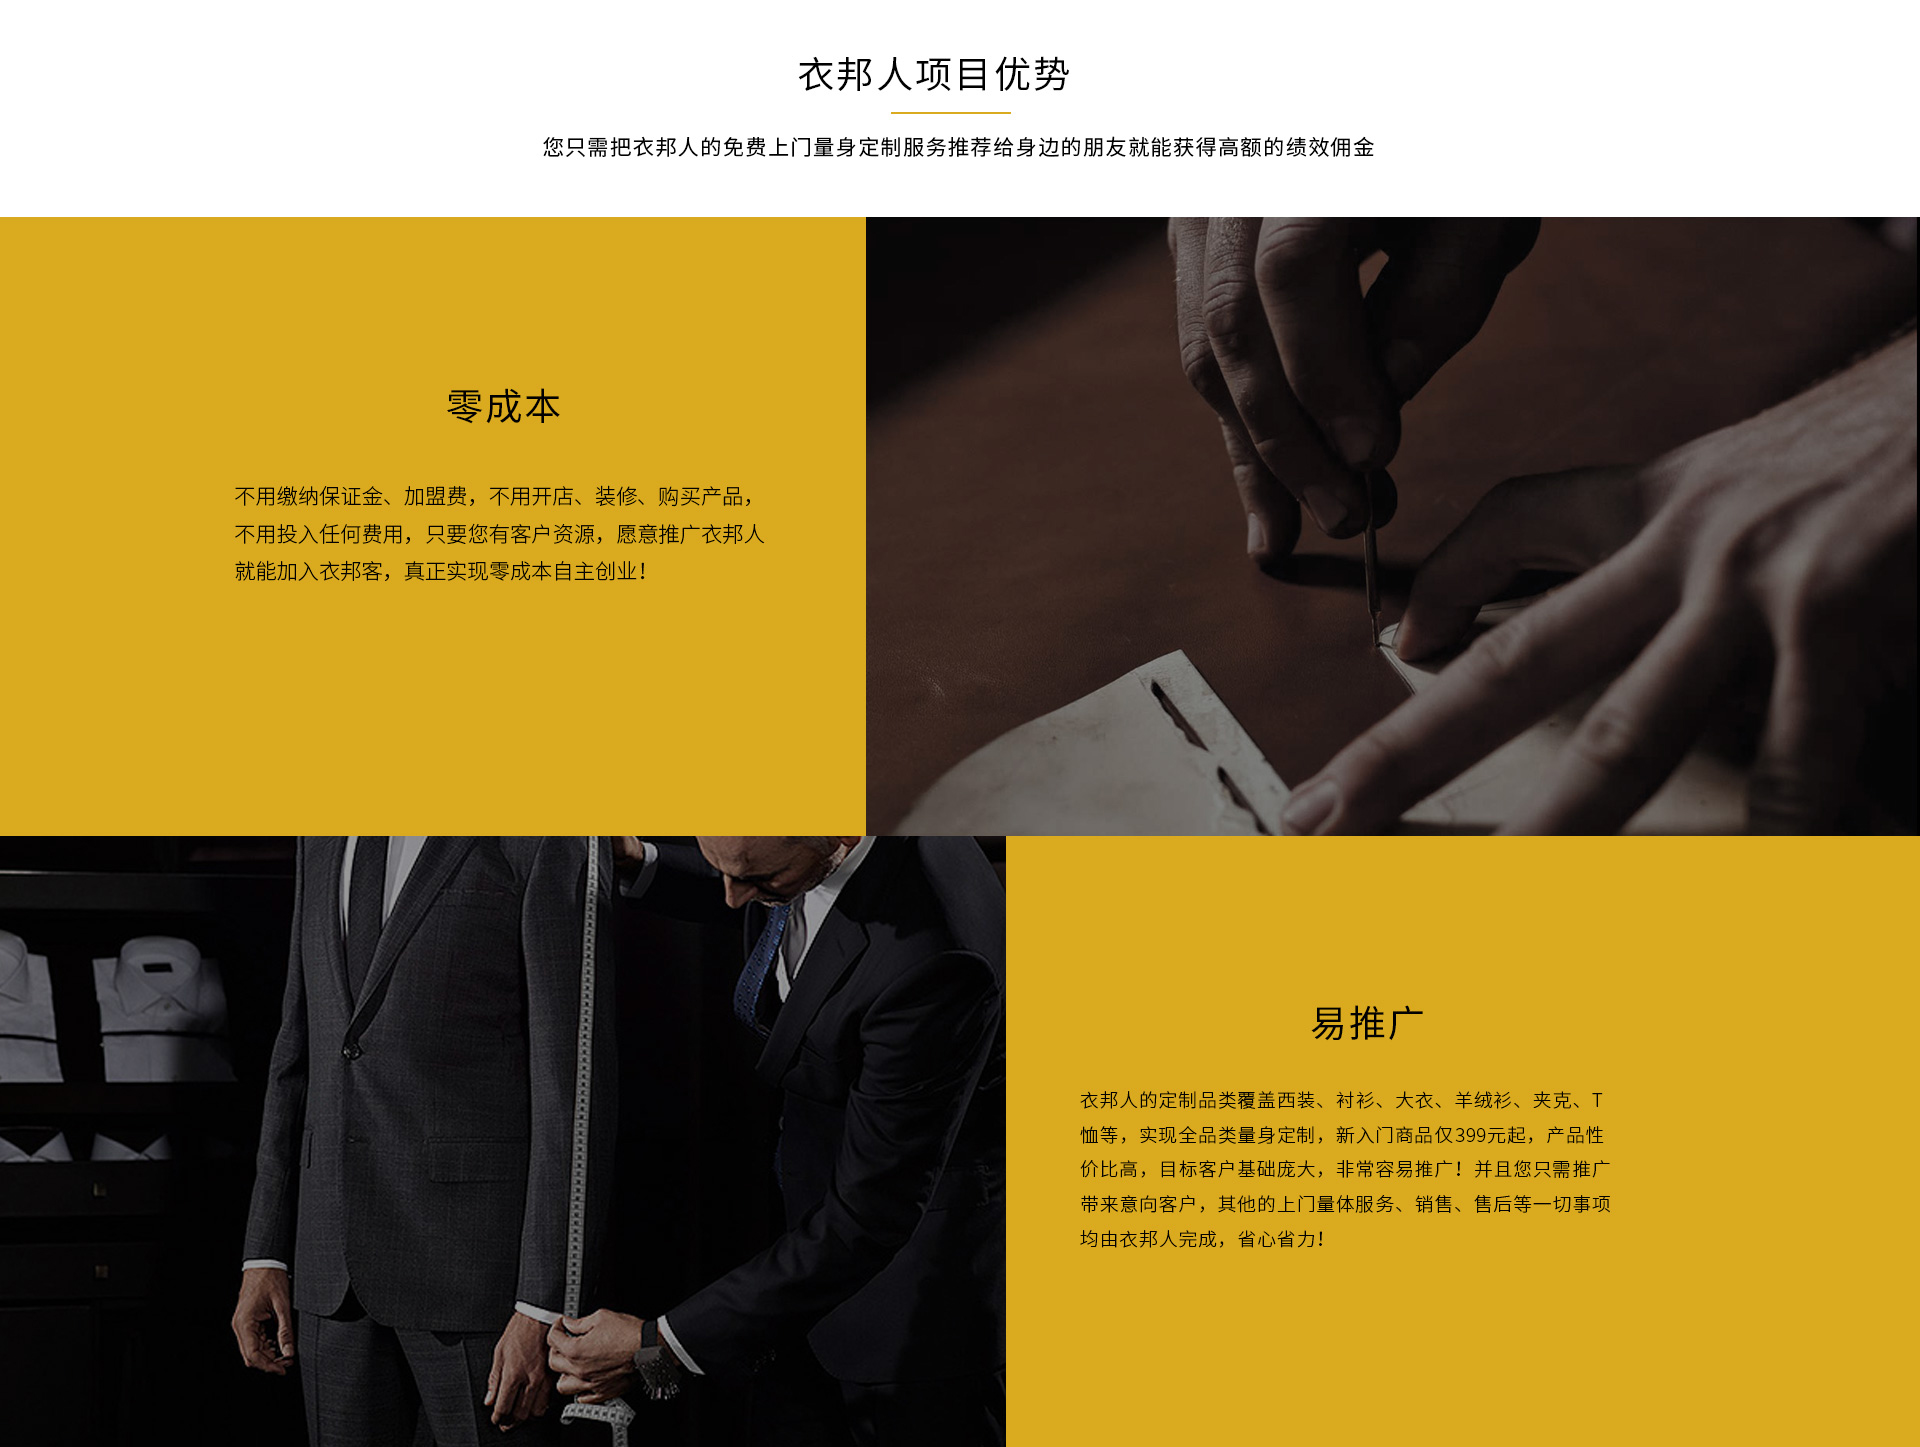 衣邦人项目优势
您只需把衣邦人的免费上门量身定制服务推荐给身边的朋友就能获得高额的绩效佣金
零成本
不用缴纳保证金、加盟费，不用开店、装修、购买产品，
不用投入任何费用，只要您有客户资源，愿意推广衣邦人
就能加入衣邦客，真正实现零成本自主创业！
易推广
衣邦人的定制品类覆盖西装、衬衫、大衣、羊绒衫、夹克、T
恤等，实现全品类量身定制，新入门商品仅399元起，产品性
价比高，目标客户基础庞大，非常容易推广！并且您只需推广
带来意向客户，其他的上门量体服务、销售、售后等一切事项
均由衣邦人完成，省心省力！